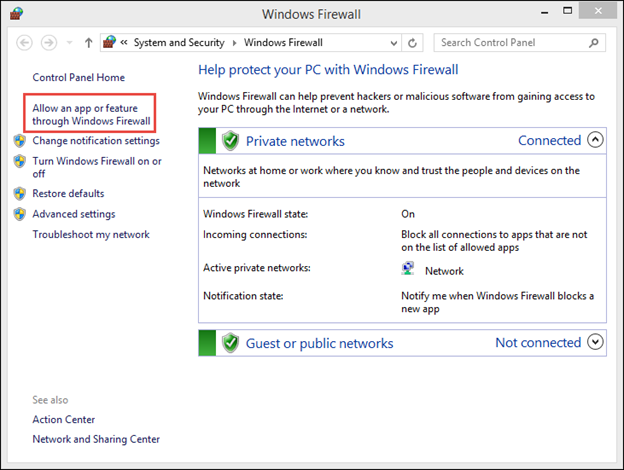 Windows Firewall
« System and Security Windows Firewall
Search Control Panel
Control Panel Home
Allow an app or feature
through Windows Firewall
Change notification settings
Turn Windows Firewall on or
off
Restore defaults
Advanced settings
Troubleshoot my network
See also
Action Center
Network and Sharing Center
Help protect your PC with Windows Firewall
Windows Firewall can help prevent hackers or malicious software from gaining access to
your PC through the Internet or a network.
Private networks Connected
Networks at home or work where you know and trust the people and devices on the
network
Windows Firewall state: On
Incoming connections: Block all connections to apps that are not
on the list of allowed apps
Active private networks: Network
Notification state: Notify me when Windows Firewall blocks a
new app
Guest or public networks Not connected